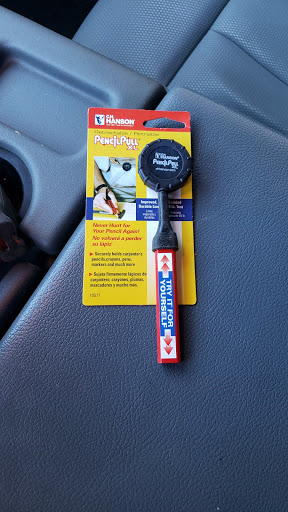 C.H. HANSON
Retractable / Retráctil
PENCILPULL
XL
HANSON
PencilPull
Improved,
Never Hunt for
Your Pencil Again!
No volverá a perder
su lápiz
► Securely holds carpenter
pencils, crayons, pens,
markers and much more
► Sujeta firmemente lápices de
carpintero, crayones, plumas,
marcadores y mucho más.
TRY IT FOR
YOURSELF